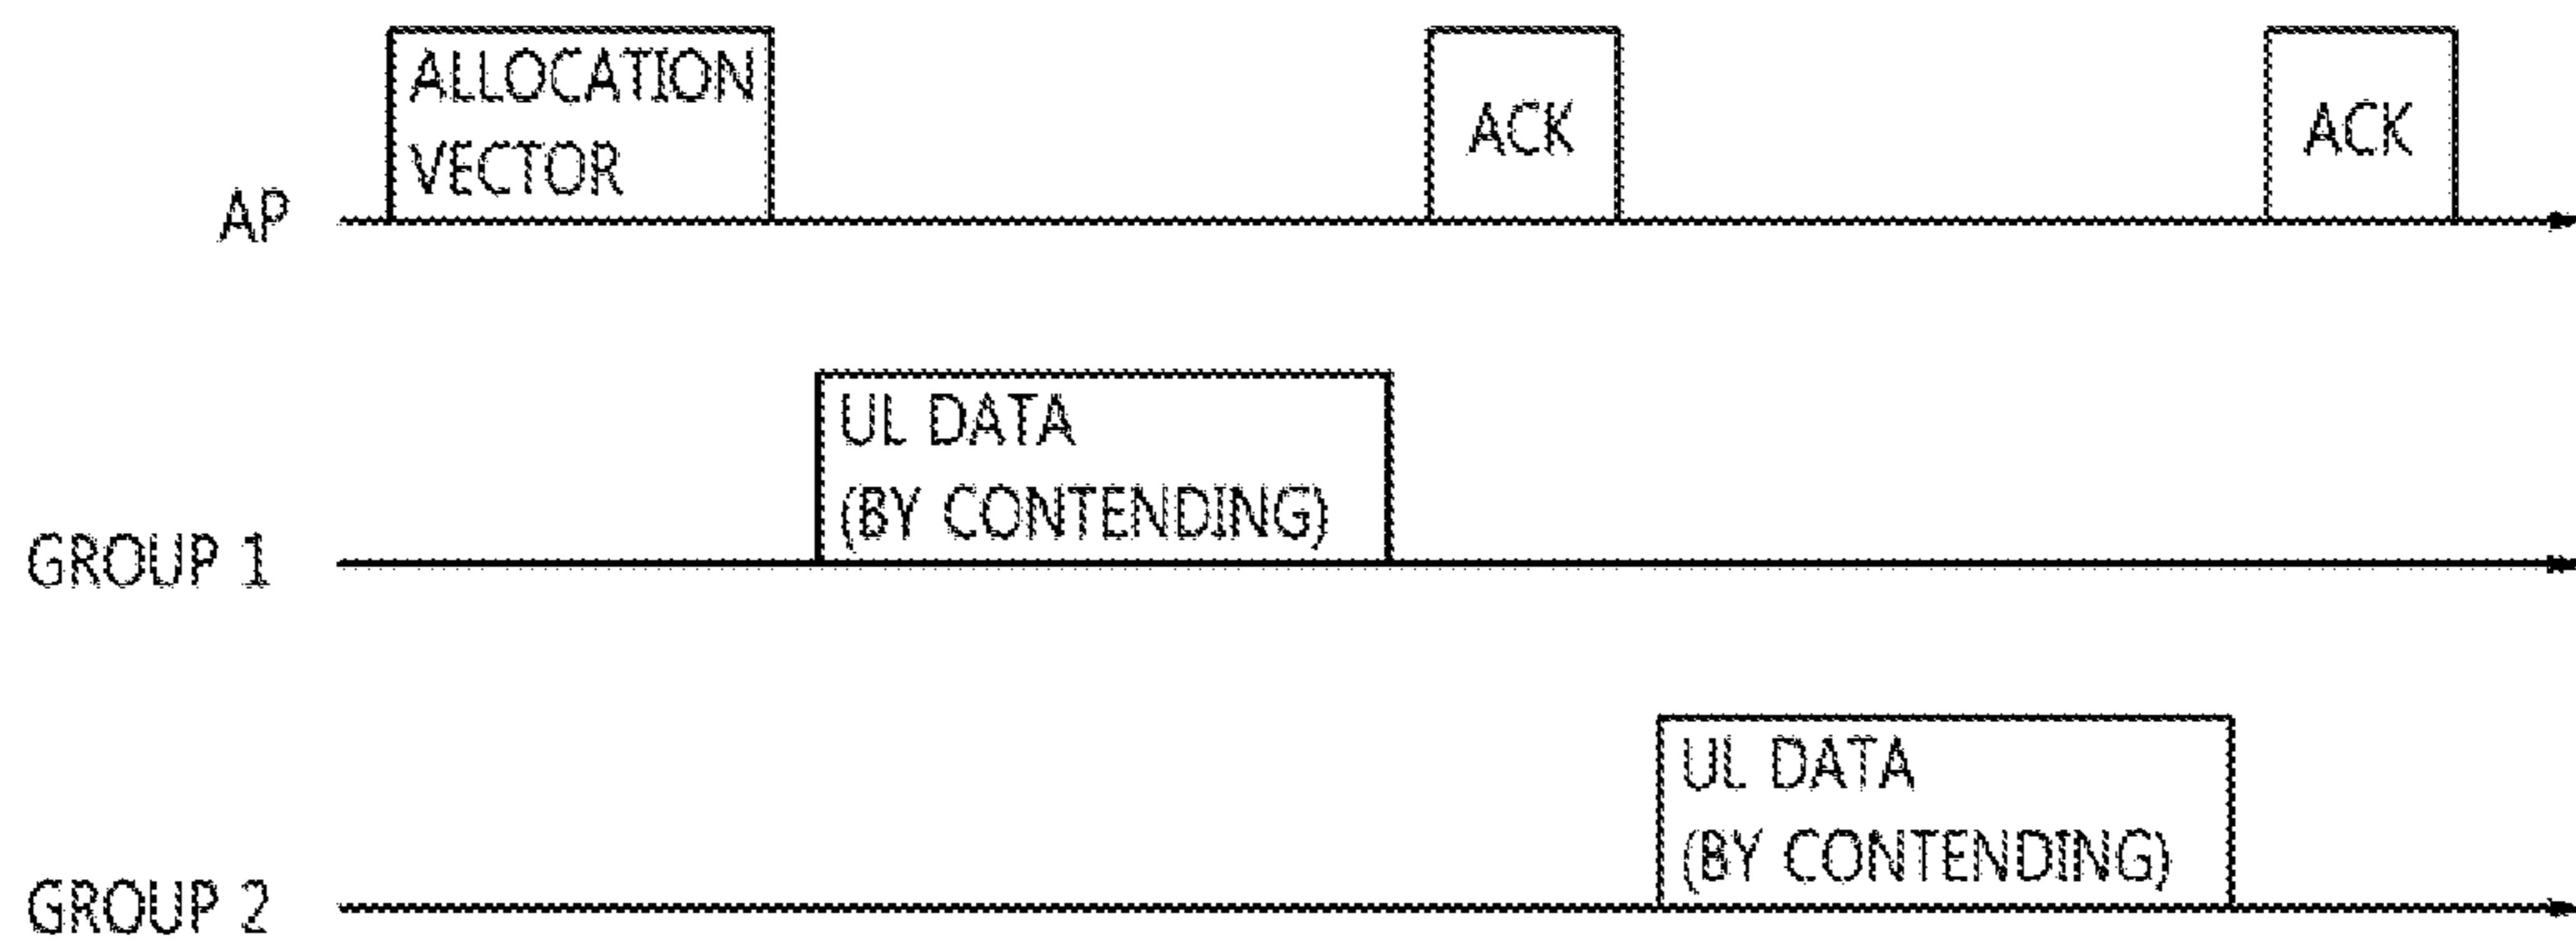 ALLOCATION
VECTOR
ACK
ACK
AP
UL DATA
(BY CONTENDING)
GROUP 1
UL DATA
(BY CONTENDING)
GROUP 2